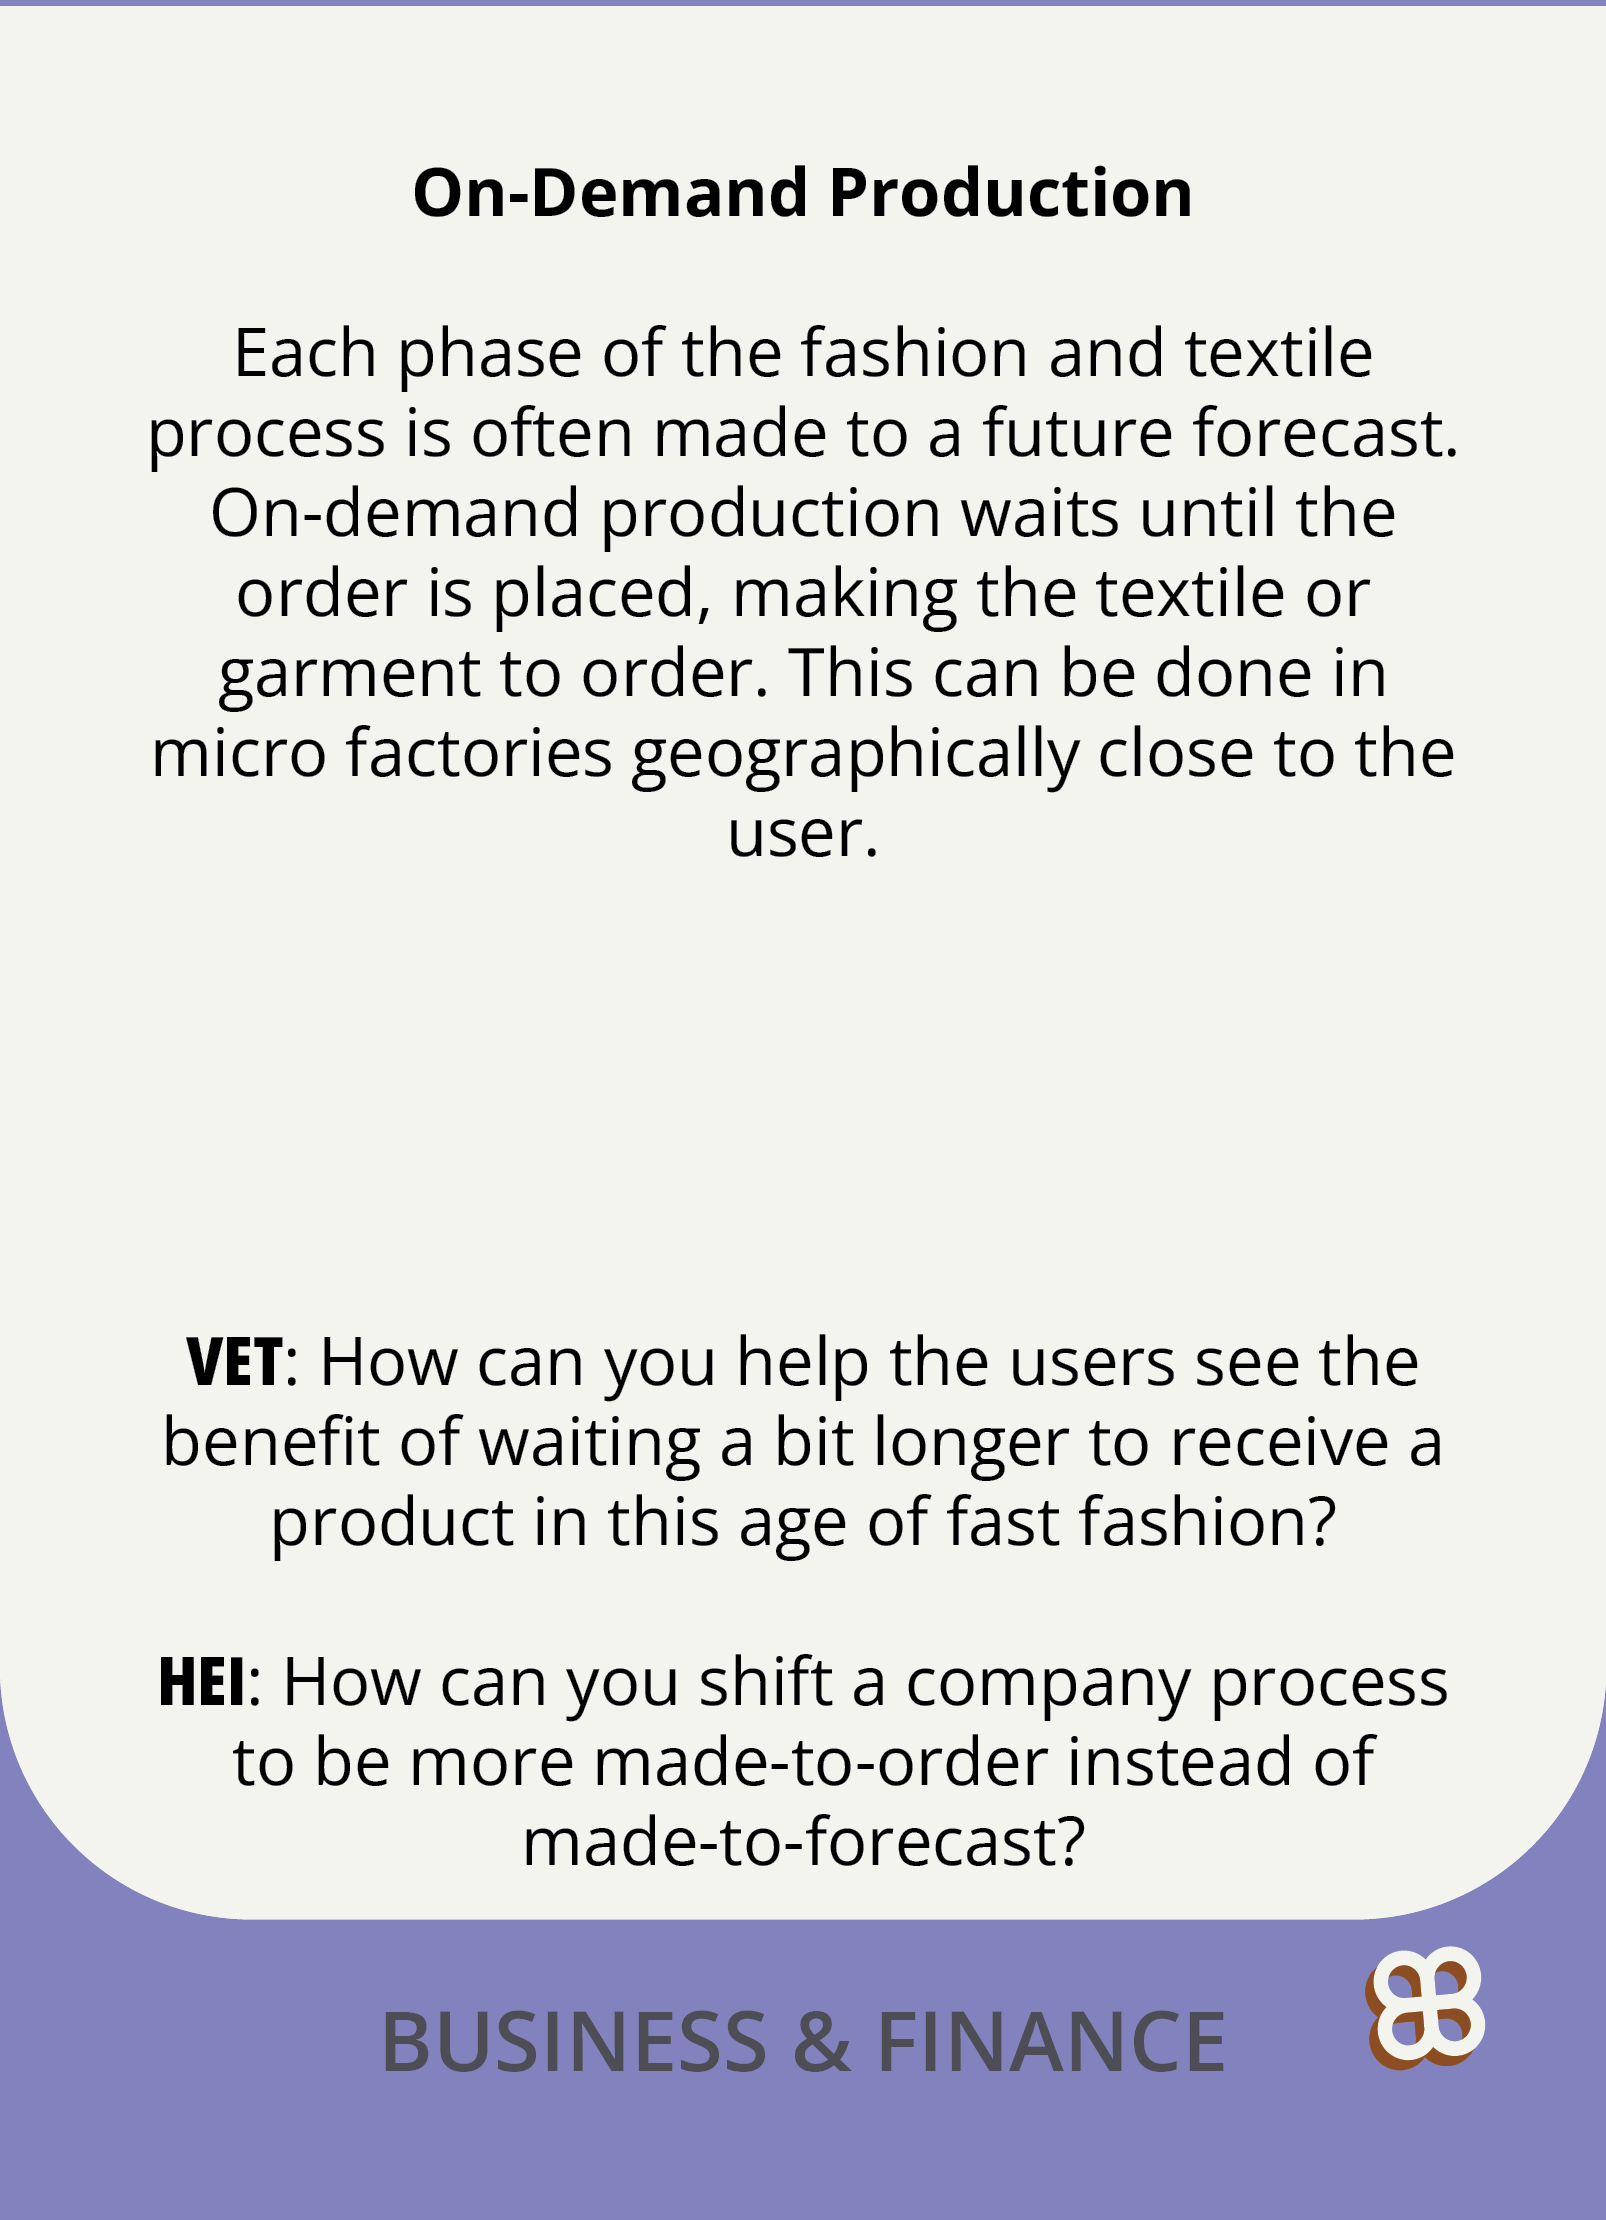 On-Demand Production
Each phase of the fashion and textile
process is often made to a future forecast.
On-demand production waits until the
order is placed, making the textile or
garment to order. This can be done in
micro factories geographically close to the
user.
VET: How can you help the users see the
benefit of waiting a bit longer to receive a
product in this age of fast fashion?
HEI: How can you shift a company process
to be more made-to-order instead of
made-to-forecast?
BUSINESS & FINANCE